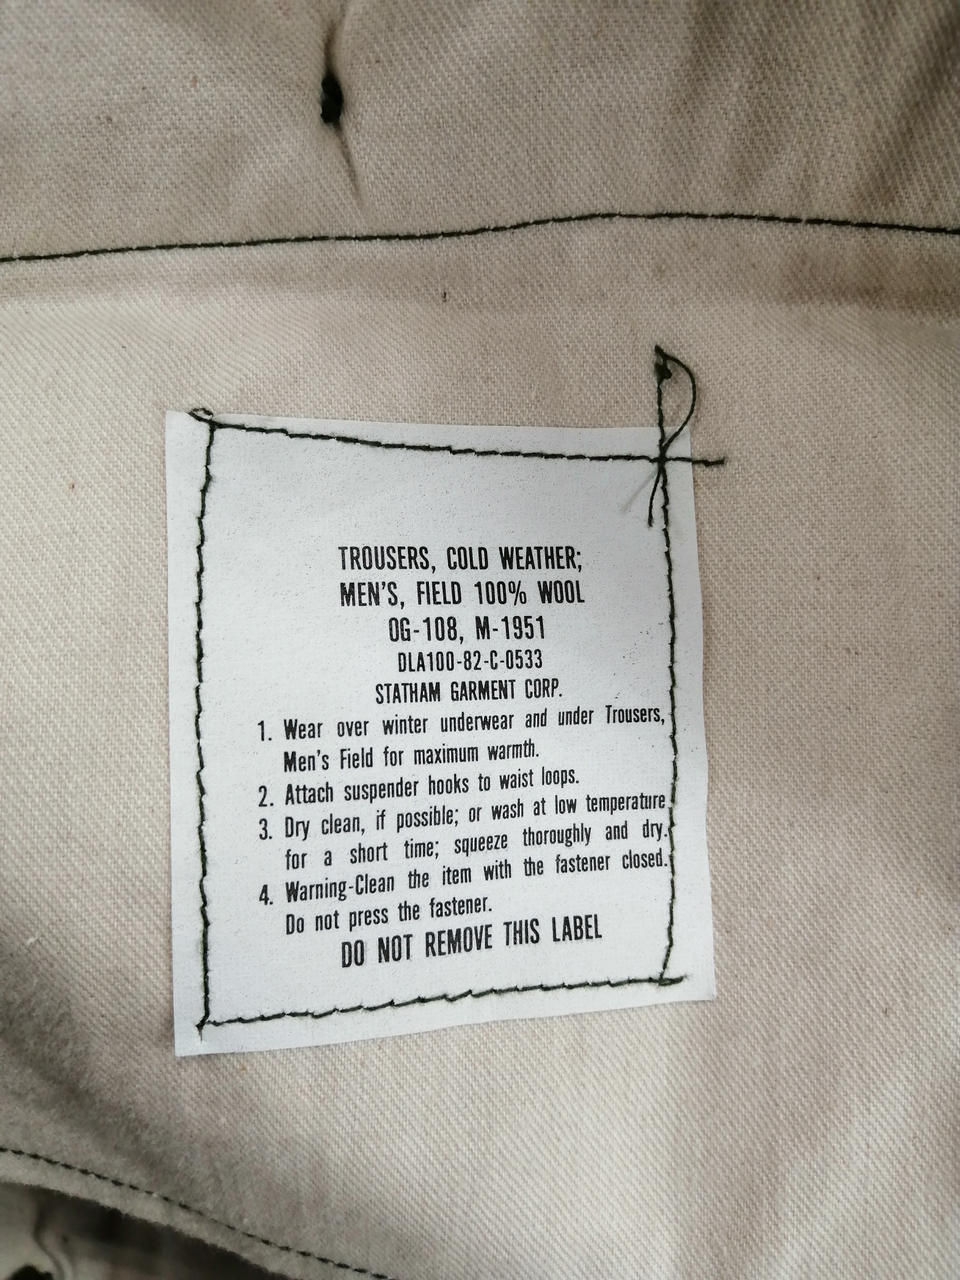 TROUSERS, COLD WEATHER;
MEN'S, FIELD 100% WOOL
OG-108, M-1951
DLA100-82-C-0533
STATHAM GARMENT CORP.
1. Wear over winter underwear and under Trousers,
Men's Field for maximum warmth.
2. Attach suspender hooks to waist loops.
3. Dry clean, if possible; or wash at low temperature
for a short time; squeeze thoroughly and dry.
4. Warning-Clean the item with the fastener closed.
Do not press the fastener.
DO NOT REMOVE THIS LABEL